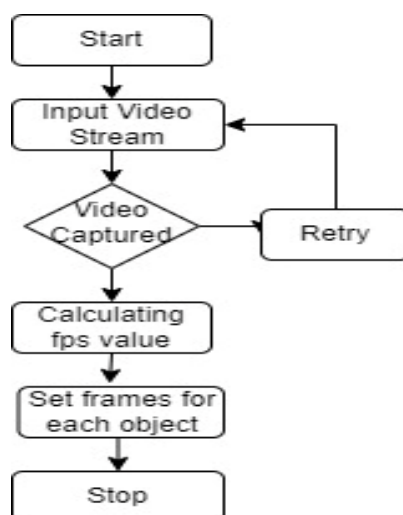 Start
Input Video
Stream
Video
Captured
Retry
Calculating
fps value
Set frames for
each object
Stop